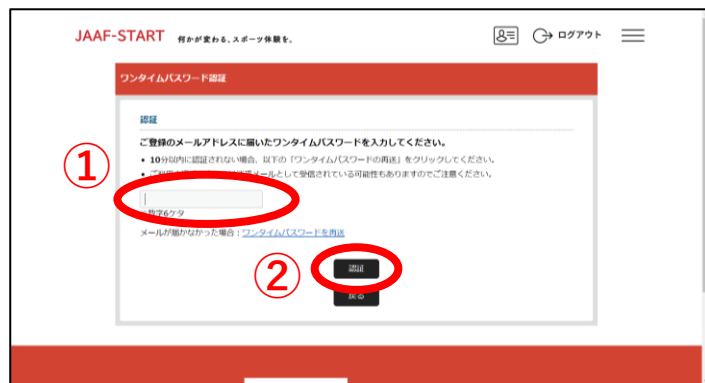 JAAF-START 何かが変わる、スポーツ体験を。 ログアウト
ワンタイムパスワード認証
認証
ご登録のメールアドレスに届いたワンタイムパスワードを入力してください。
• 10分以内に認証されない場合、以下の「ワンタイムパスワードの再送」をクリックしてください。
①
メールとして受信されている可能性もありますのでご注意ください。
数字6ケタ
メールが届かなかった場合：ワンタイムパスワードを再送
② 認証
戻る